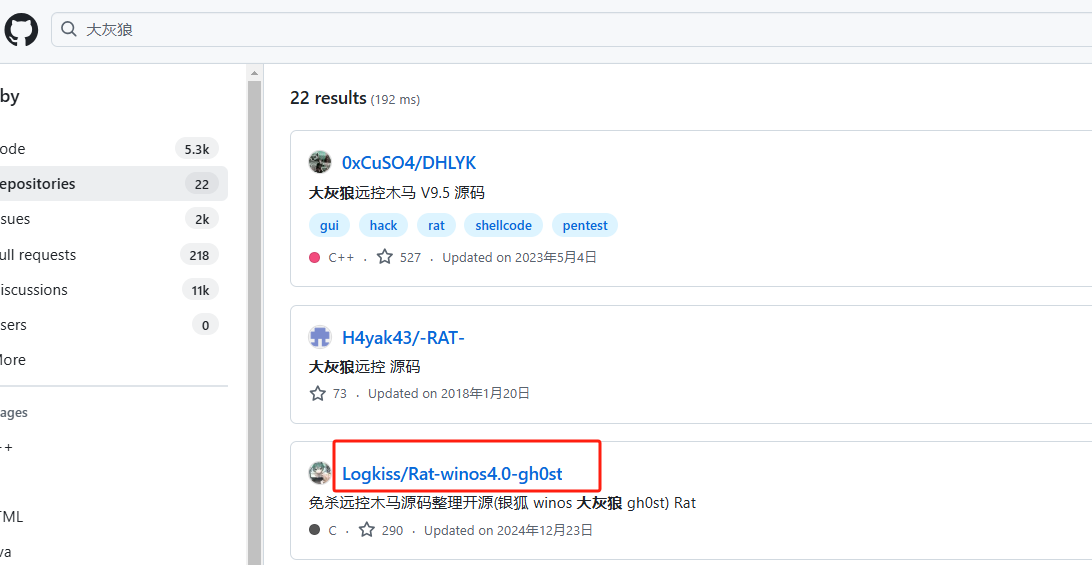 大灰狼
by
ode 5.3k
epositories 22
sues 2k
ull requests 218
iscussions 11k
sers 0
More
ages
++
TML
va
22 results (192 ms)
0xCuSO4/DHLYK
大灰狼远控木马 V9.5 源码
gui hack rat shellcode pentest
C++ · 527 · Updated on 2023年5月4日
H4yak43/-RAT-
大灰狼远控 源码
73 · Updated on 2018年1月20日
Logkiss/Rat-winos4.0-gh0st
免杀远控木马源码整理开源(银狐 winos 大灰狼 gh0st) Rat
C · 290 · Updated on 2024年12月23日